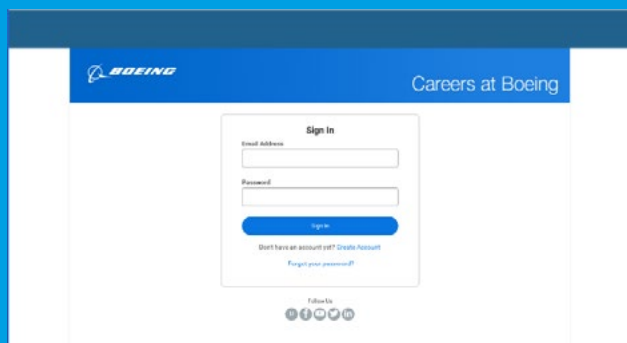 BOEING
Careers at Boeing
Sign In
Email Address
Password
Sign In
Don't have an account yet? Create Account
Forgot your password?
Follow Us